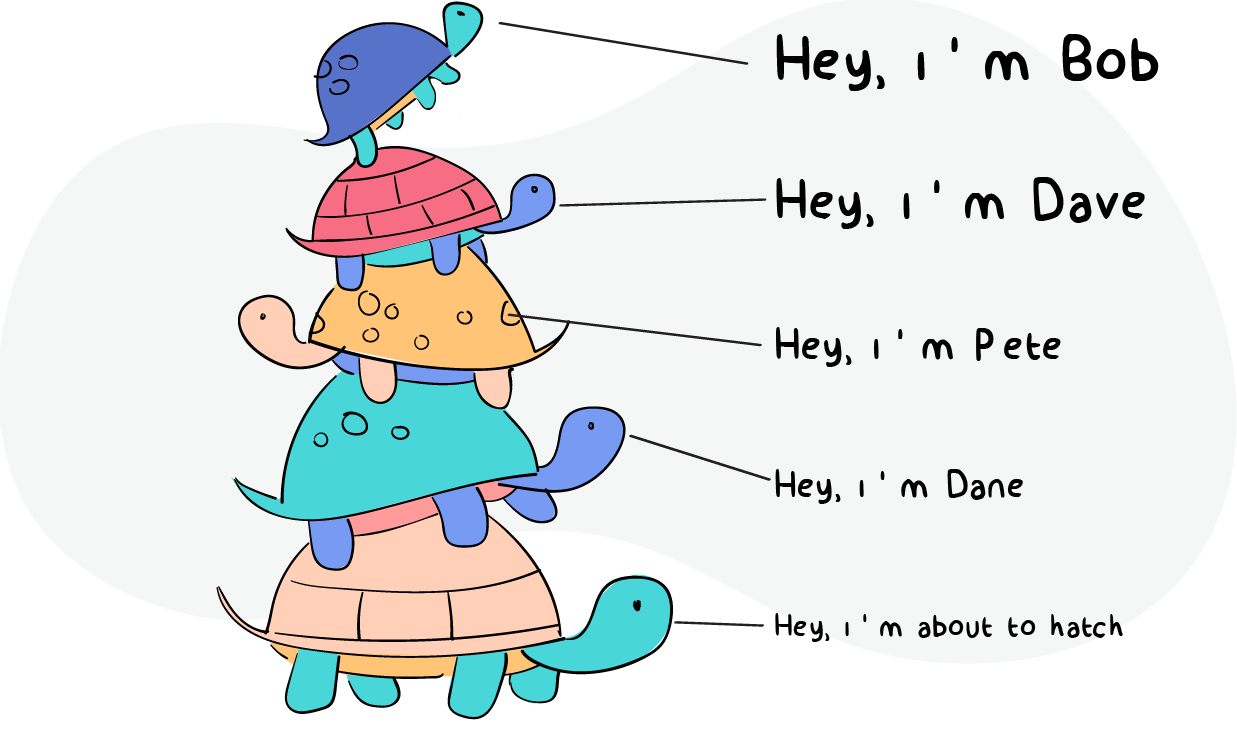 Hey, ı'm Bob
Hey, ı'm Dave
Hey, ı'm Pete
Hey, ı'm Dane
Hey, ı'm about to hatch